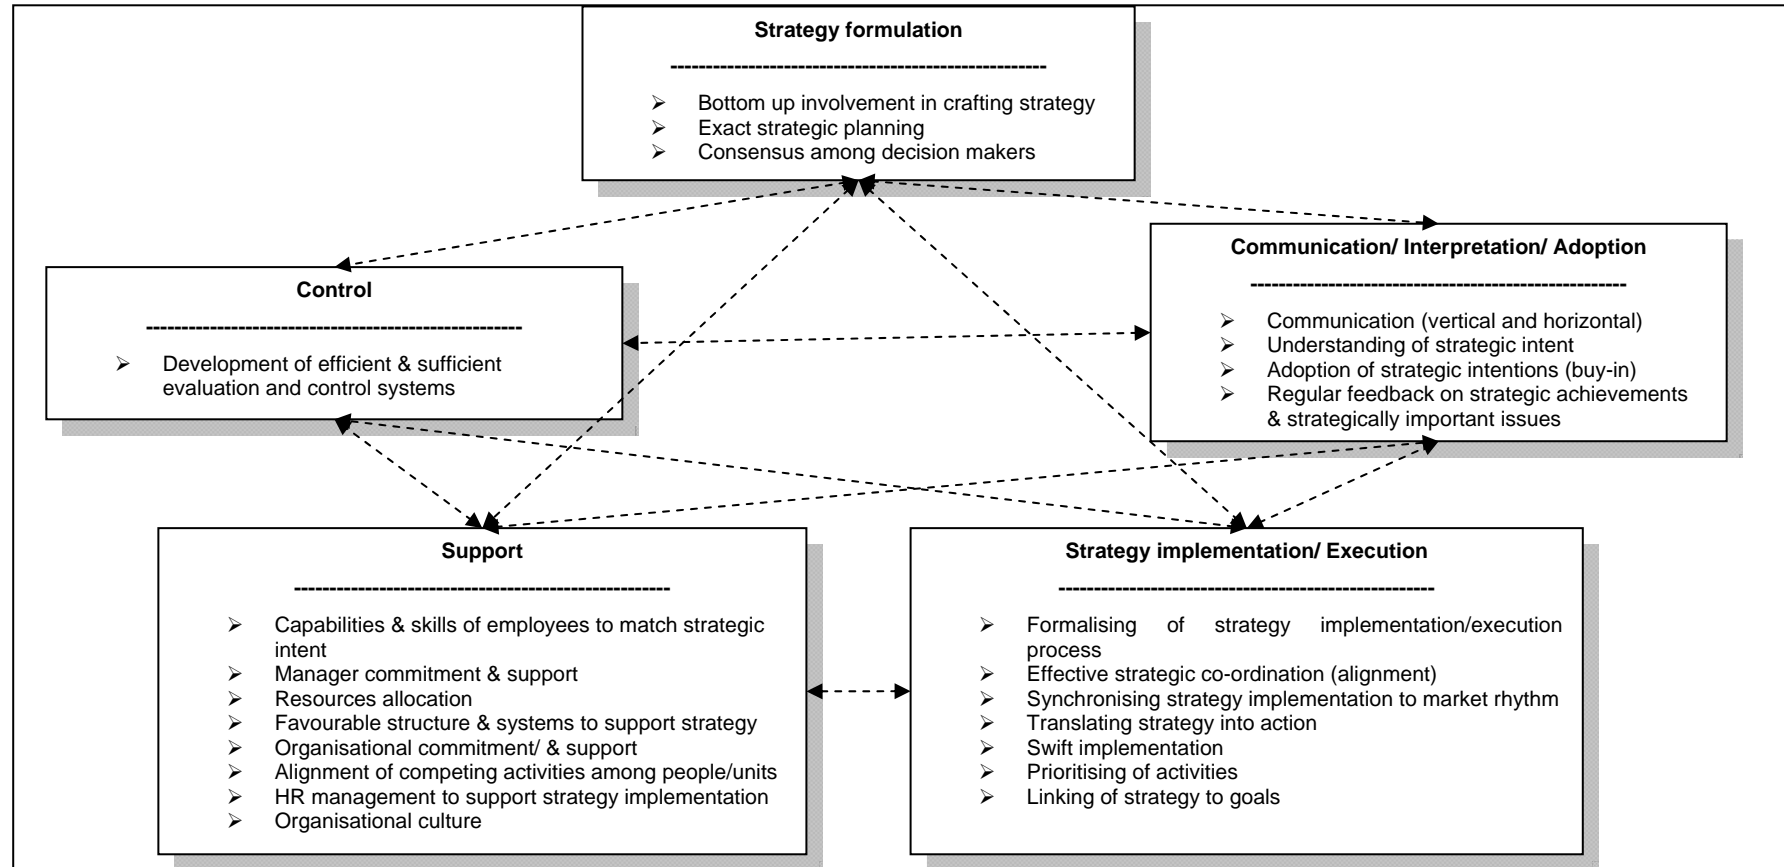 Strategy formulation
-----------------------------------------------------
➢ Bottom up involvement in crafting strategy
➢ Exact strategic planning
➢ Consensus among decision makers
Control
-----------------------------------------------------
➢ Development of efficient & sufficient
evaluation and control systems
Communication/ Interpretation/ Adoption
-----------------------------------------------------
➢ Communication (vertical and horizontal)
➢ Understanding of strategic intent
➢ Adoption of strategic intentions (buy-in)
➢ Regular feedback on strategic achievements
& strategically important issues
Support
-----------------------------------------------------
➢ Capabilities & skills of employees to match strategic
intent
➢ Manager commitment & support
➢ Resources allocation
➢ Favourable structure & systems to support strategy
➢ Organisational commitment/ & support
➢ Alignment of competing activities among people/units
➢ HR management to support strategy implementation
➢ Organisational culture
Strategy implementation/ Execution
-----------------------------------------------------
➢ Formalising of strategy implementation/execution
process
➢ Effective strategic co-ordination (alignment)
➢ Synchronising strategy implementation to market rhythm
➢ Translating strategy into action
➢ Swift implementation
➢ Prioritising of activities
➢ Linking of strategy to goals